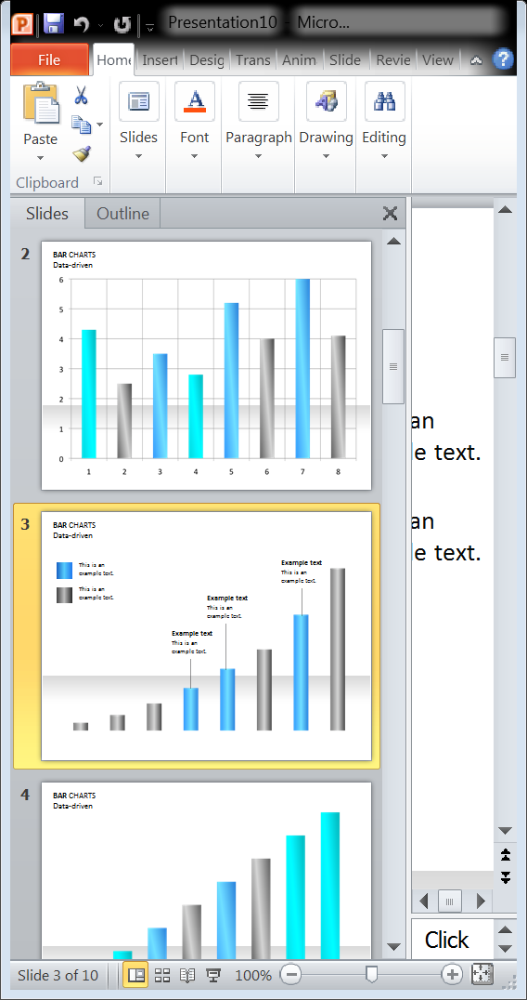 Presentation10 - Micro...
File Home Insert Desig Trans Anim Slide Revie View
Paste
Slides
Font
Paragraph
Drawing
Editing
Clipboard
Slides Outline
2
BAR CHARTS
Data-driven
6
5
4
3
2
1
0
1 2 3 4 5 6 7 8
3
BAR CHARTS
Data-driven
This is an
example text.
This is an
example text.
Example text
This is an
example text.
Example text
This is an
example text.
Example text
This is an
example text.
4
BAR CHARTS
Data-driven
an
le text.
an
le text.
Click
Slide 3 of 10
100%